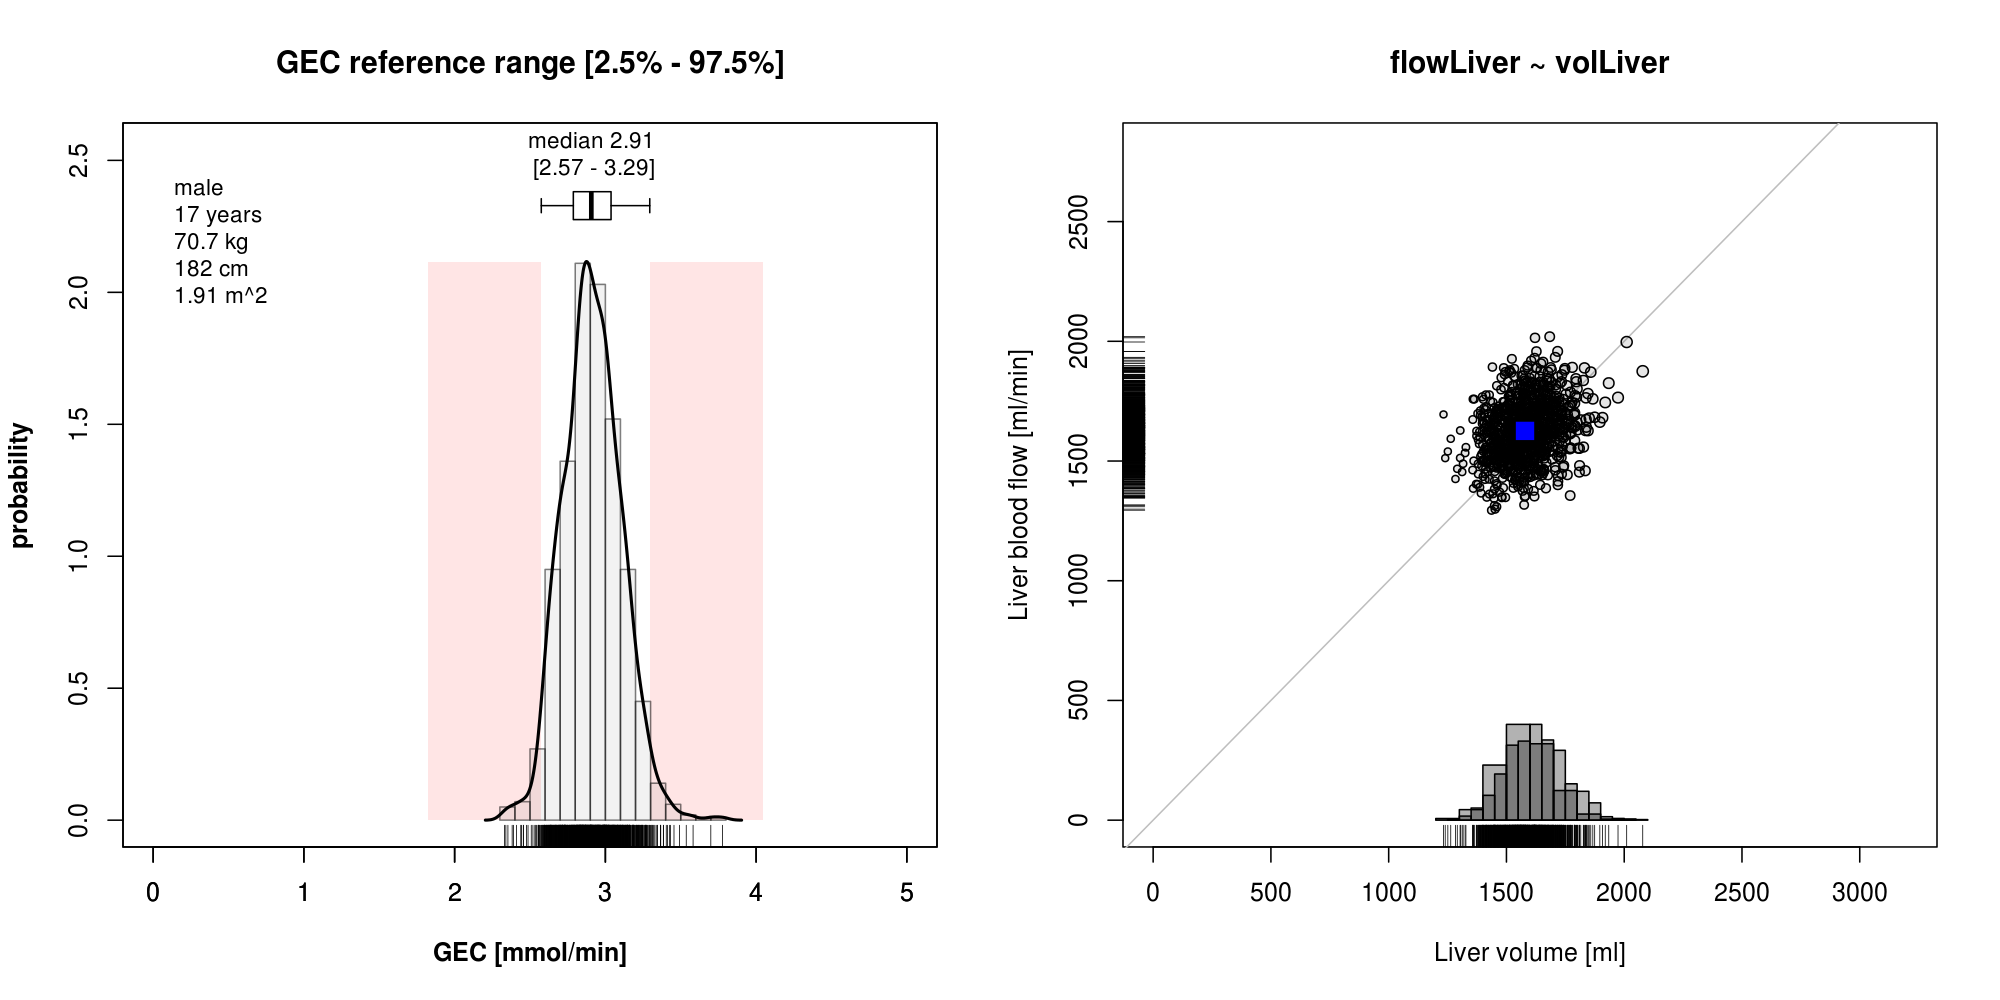 GEC reference range [2.5% - 97.5%]
median 2.91
[2.57 - 3.29]
male
17 years
70.7 kg
182 cm
1.91 m^2
probability
0.0
0.5
1.0
1.5
2.0
2.5
0 1 2 3 4 5
GEC [mmol/min]
flowLiver ~ volLiver
Liver blood flow [ml/min]
0
500
1000
1500
2000
2500
0 500 1000 1500 2000 2500 3000
Liver volume [ml]